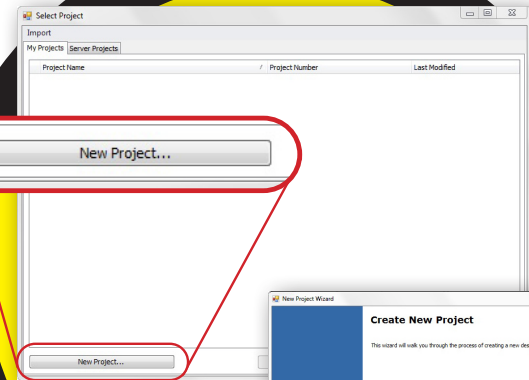 Select Project
Import
My Projects Server Projects
Project Name / Project Number Last Modified
New Project...
New Project Wizard
Create New Project
This wizard will walk you through the process of creating a new
New Project...